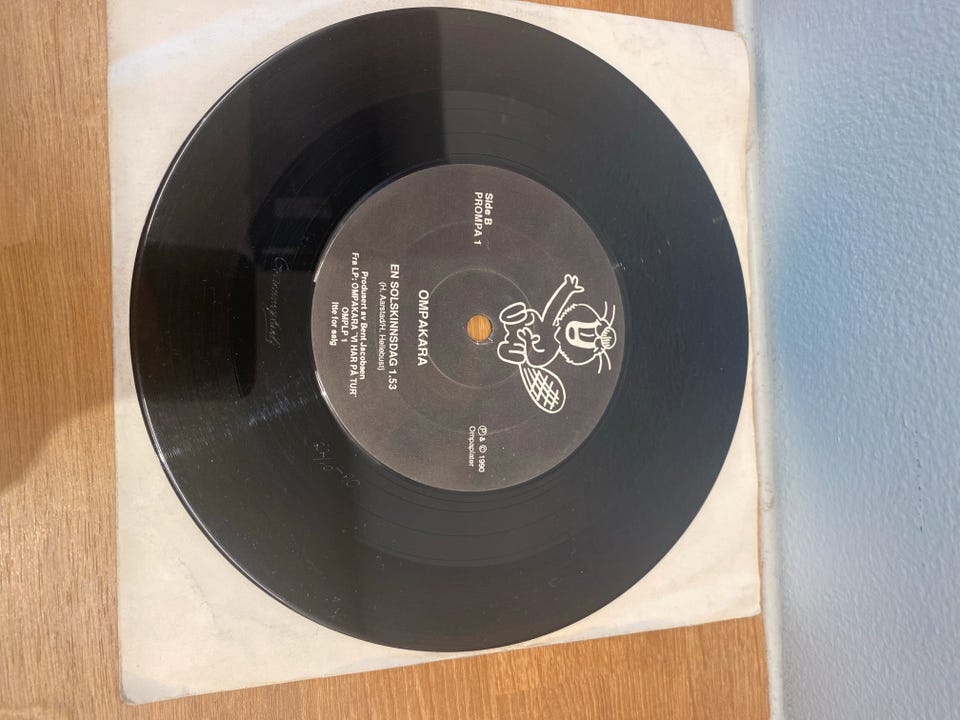 Side B
PROMPA 1
Ⓟ & © 1990
Ompaplater
OMPAKARA
EN SOLSKINNSDAG 1.53
(H. Aarstad/H. Hellebust)
Produsert av Bent Jacobsen
Fra LP: OMPAKARA "VI HAR PÅ TUR"
OMPLP 1
Itte for salg